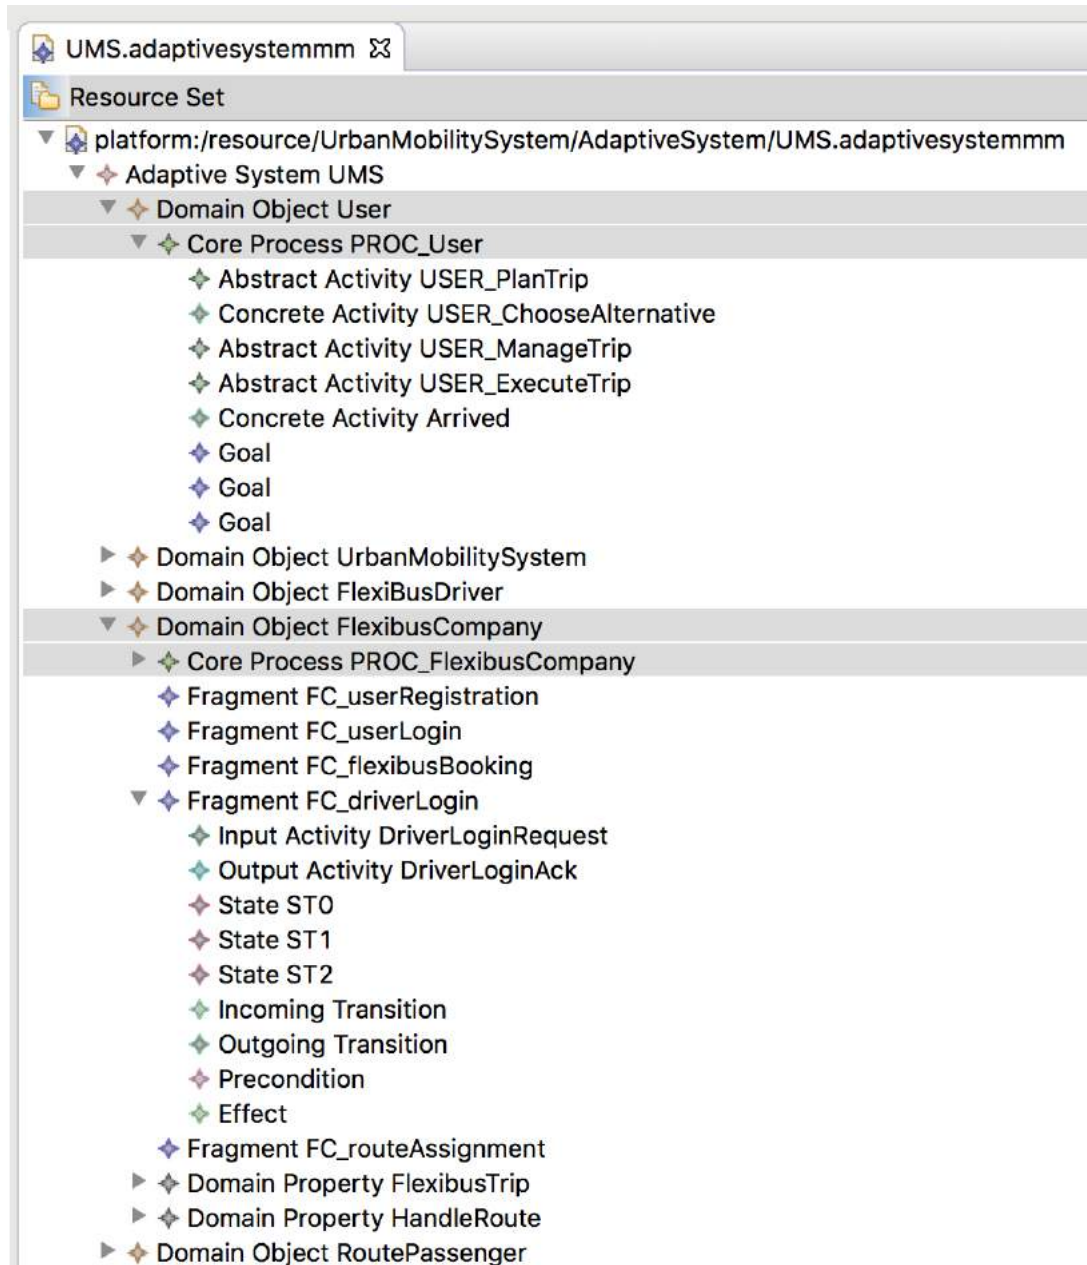 UMS.adaptivesystemmm
Resource Set
platform:/resource/UrbanMobilitySystem/AdaptiveSystem/UMS.adaptivesystemmm
Adaptive System UMS
Domain Object User
Core Process PROC_User
Abstract Activity USER_PlanTrip
Concrete Activity USER_ChooseAlternative
Abstract Activity USER_ManageTrip
Abstract Activity USER_ExecuteTrip
Concrete Activity Arrived
Goal
Goal
Goal
Domain Object UrbanMobilitySystem
Domain Object FlexiBusDriver
Domain Object FlexibusCompany
Core Process PROC_FlexibusCompany
Fragment FC_userRegistration
Fragment FC_userLogin
Fragment FC_flexibusBooking
Fragment FC_driverLogin
Input Activity DriverLoginRequest
Output Activity DriverLoginAck
State ST0
State ST1
State ST2
Incoming Transition
Outgoing Transition
Precondition
Effect
Fragment FC_routeAssignment
Domain Property FlexibusTrip
Domain Property HandleRoute
Domain Object RoutePassenger